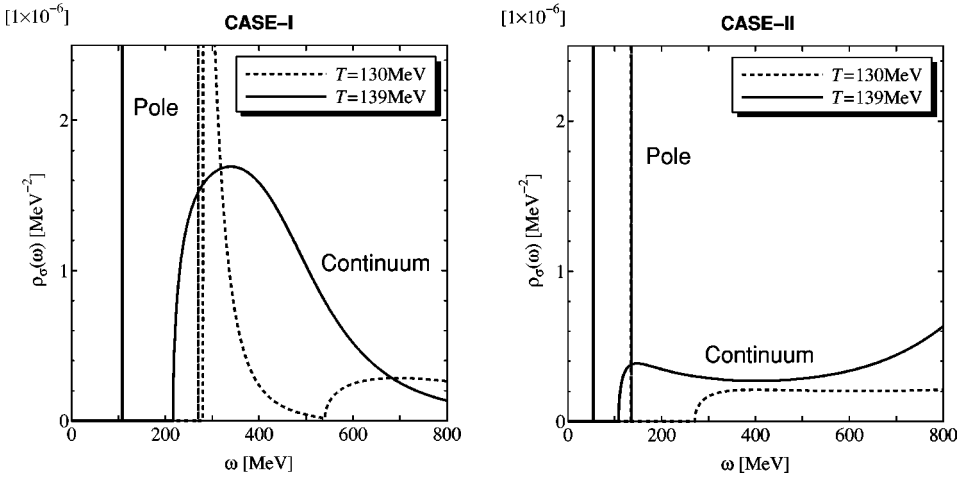 [1×10⁻⁶]
CASE–I
T=130MeV
T=139MeV
Pole
Continuum
2
1
0
0 200 400 600 800
ω [MeV]
ρσ(ω) [MeV⁻²]
[1×10⁻⁶]
CASE–II
T=130MeV
T=139MeV
Pole
Continuum
2
1
0
0 200 400 600 800
ω [MeV]
ρσ(ω) [MeV⁻²]